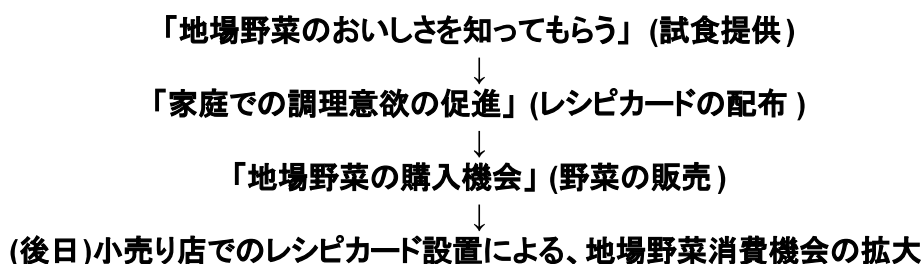 「地場野菜のおいしさを知ってもらう」 (試食提供)
↓
「家庭での調理意欲の促進」 (レシピカードの配布 )
↓
「地場野菜の購入機会」 (野菜の販売)
↓
(後日)小売り店でのレシピカード設置による、地場野菜消費機会の拡大